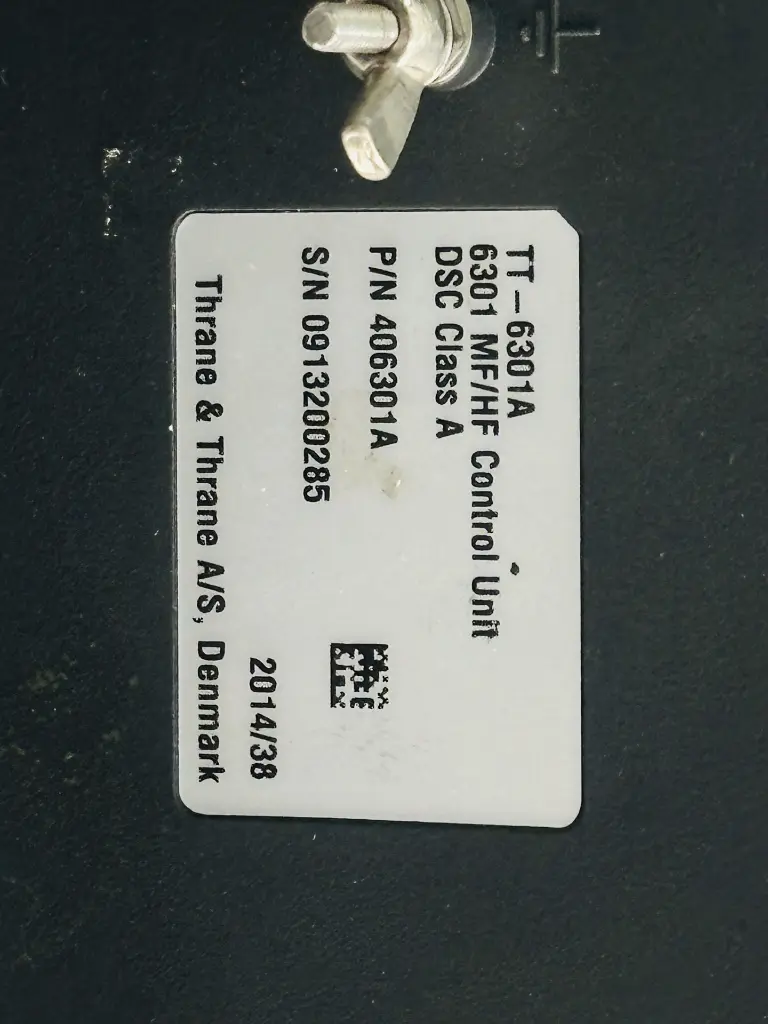 TT-6301A
6301 MF/HF Control Unit
DSC Class A
P/N 406301A
S/N 0913200285
2014/38
Thrane & Thrane A/S, Denmark